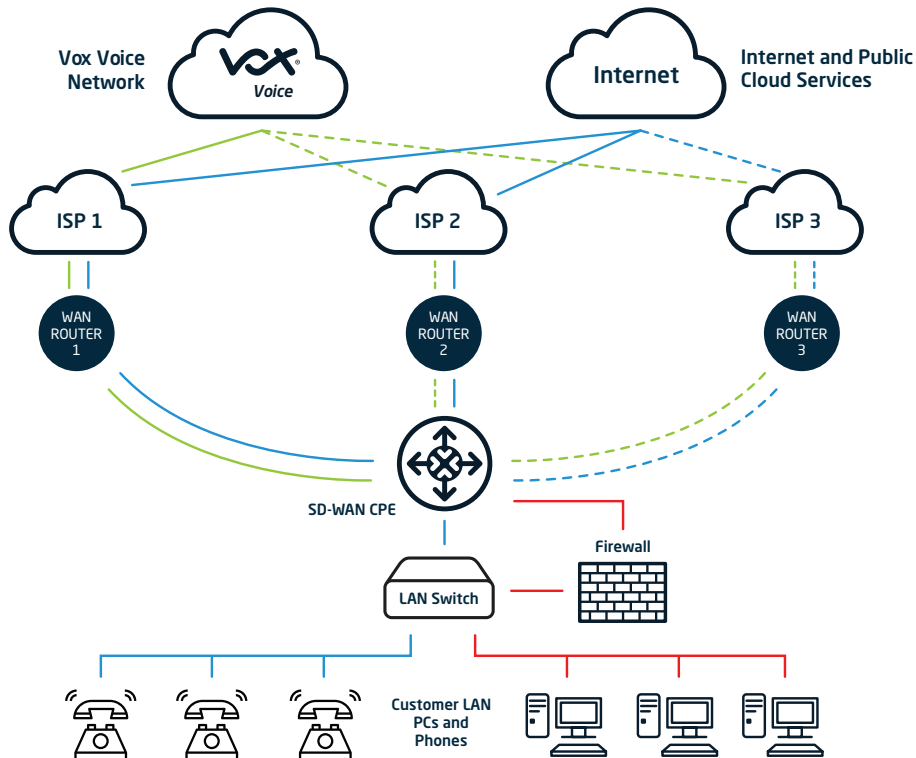 Vox Voice
Network
VOX®
Voice
Internet
Internet and Public
Cloud Services
ISP 1
ISP 2
ISP 3
WAN
ROUTER
1
WAN
ROUTER
2
WAN
ROUTER
3
SD-WAN CPE
Firewall
LAN Switch
Customer LAN
PCs and
Phones